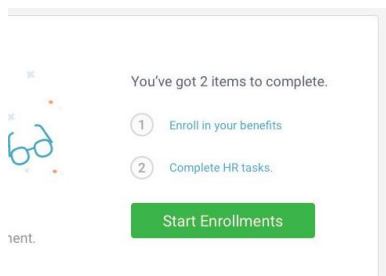 You've got 2 items to complete.
1 Enroll in your benefits
2 Complete HR tasks.
Start Enrollments